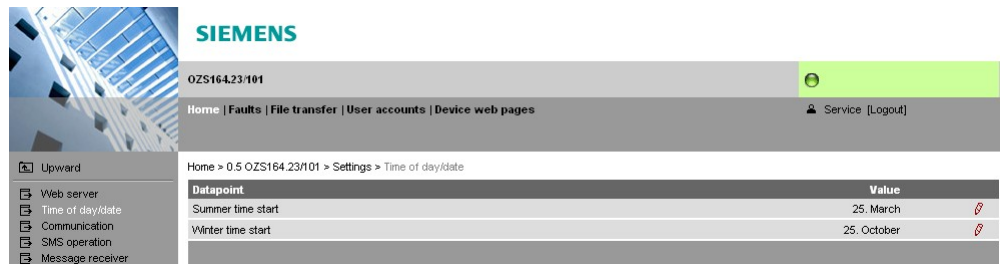 SIEMENS
OZS164.23/101
Home | Faults | File transfer | User accounts | Device web pages
Service [Logout]
Upward
Home > 0.5 OZS164.23/101 > Settings > Time of day/date
Web server
Time of day/date
Communication
SMS operation
Message receiver
Datapoint Value
Summer time start 25. March
Winter time start 25. October